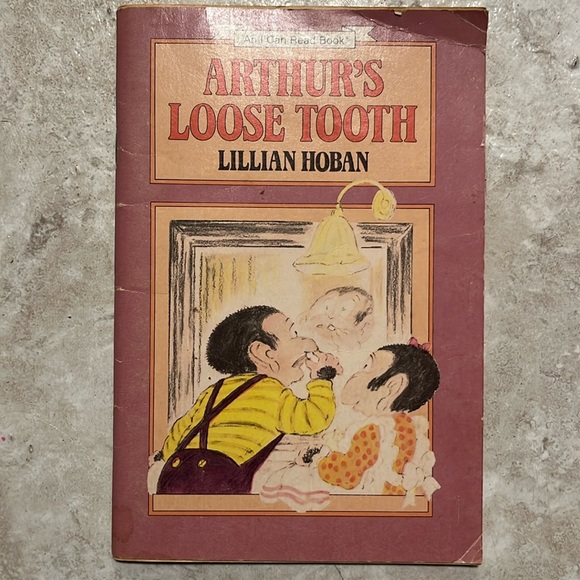 An I Can Read Book
ARTHUR'S
LOOSE TOOTH
LILLIAN HOBAN